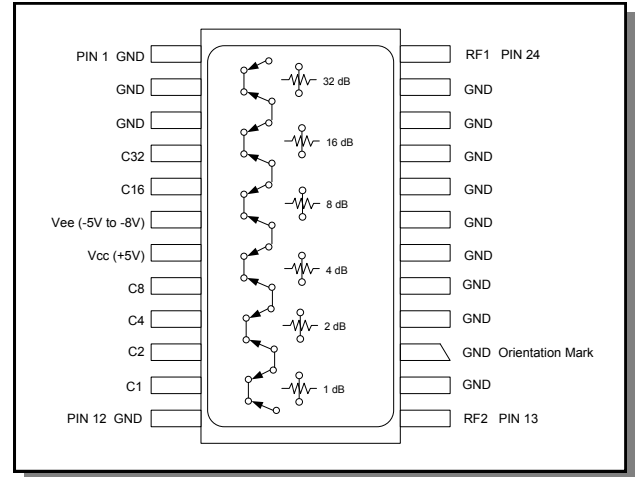 PIN 1 GND
GND
GND
C32
C16
Vee (-5V to -8V)
Vcc (+5V)
C8
C4
C2
C1
PIN 12 GND
32 dB
16 dB
8 dB
4 dB
2 dB
1 dB
RF1 PIN 24
GND
GND
GND
GND
GND
GND
GND
GND
GND Orientation Mark
GND
RF2 PIN 13